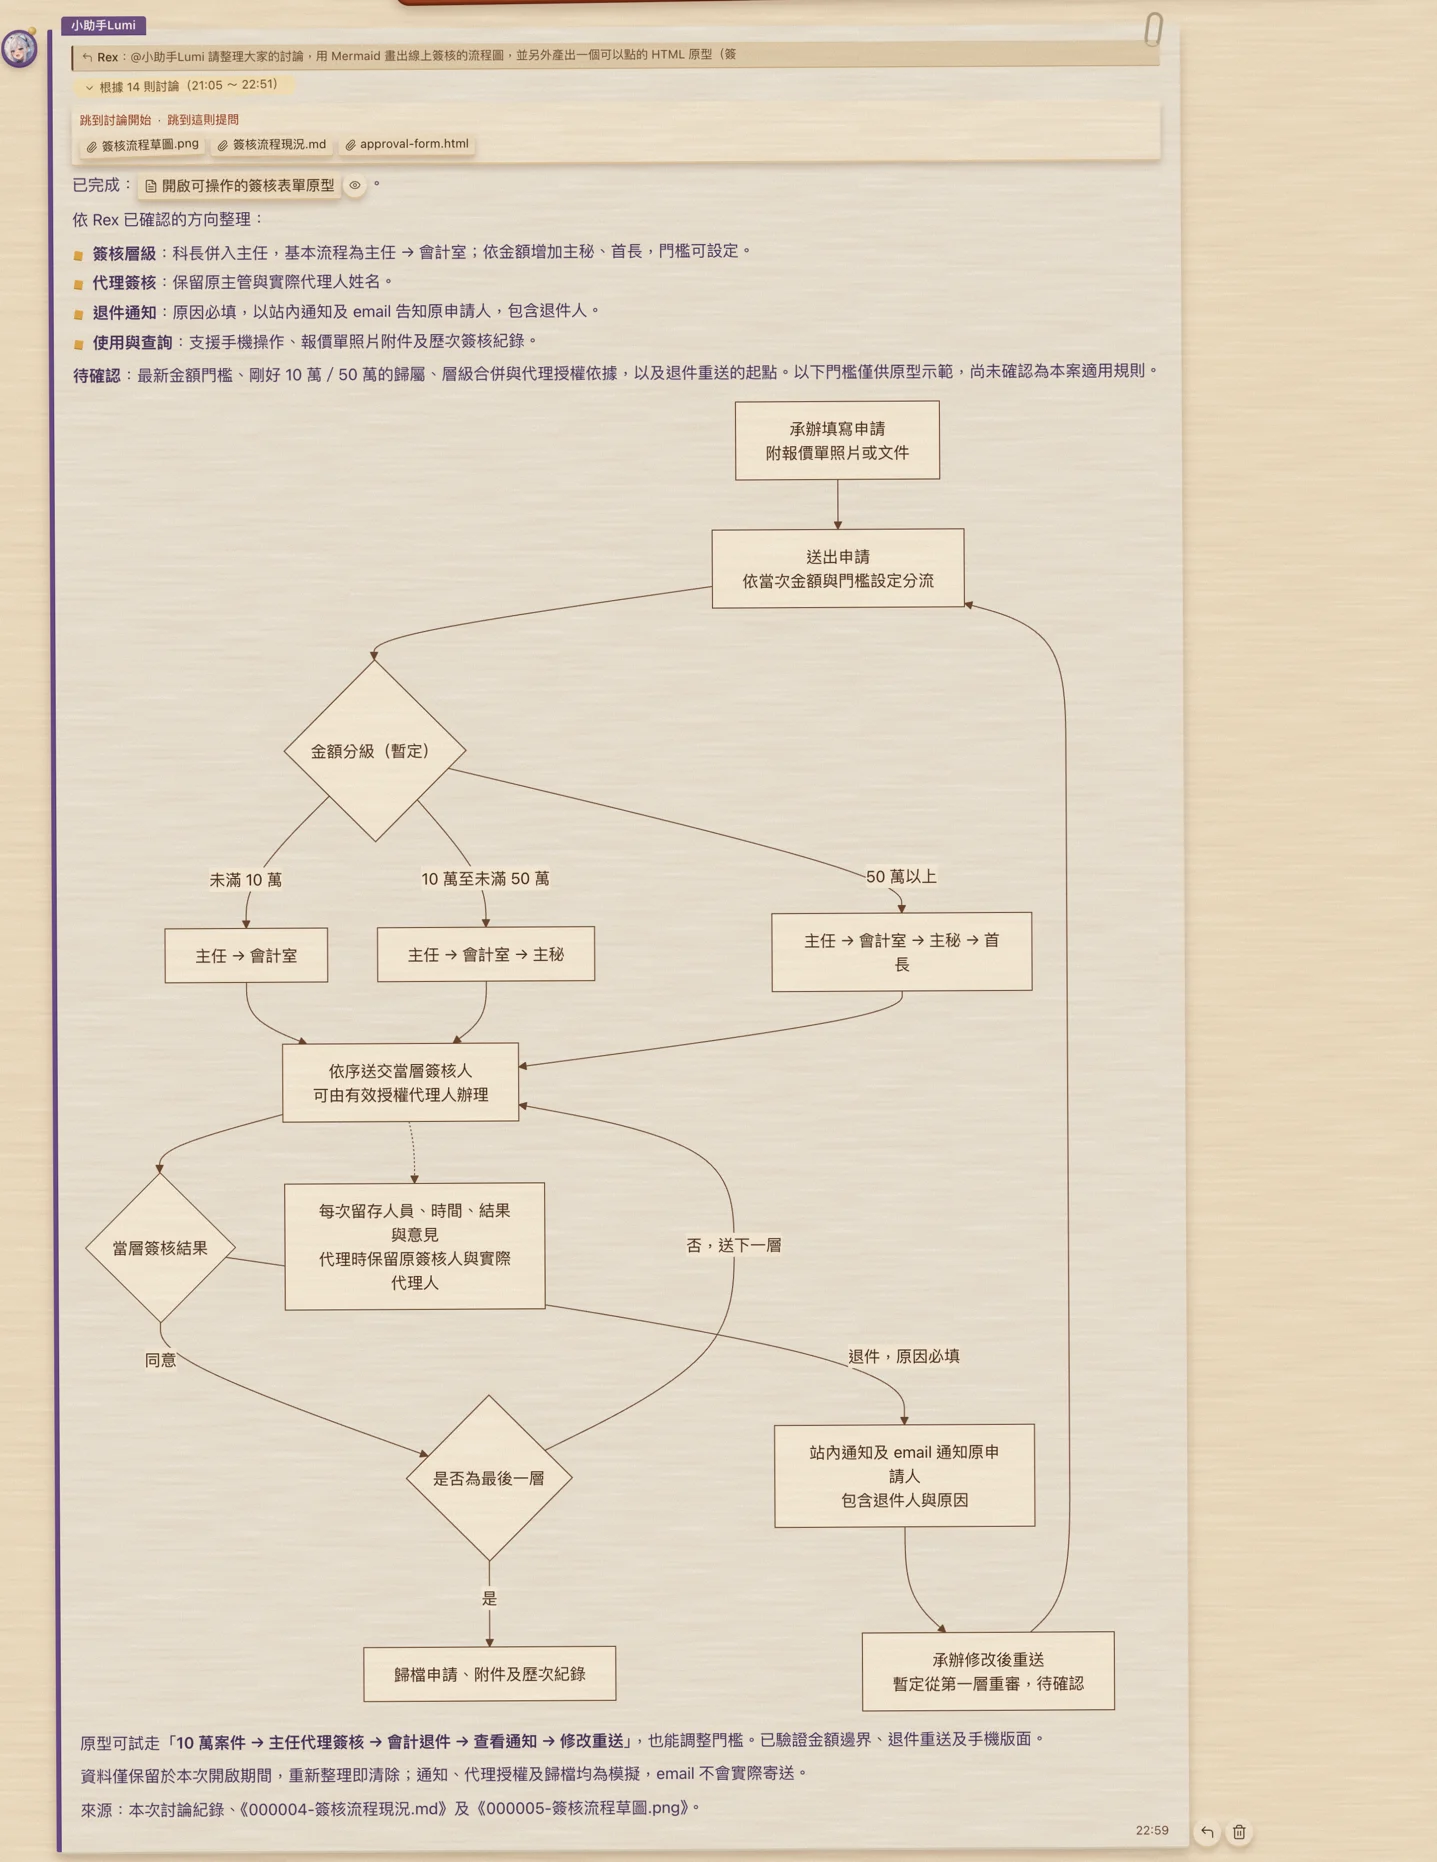 小助手Lumi
Rex：@小助手Lumi 請整理大家的討論，用 Mermaid 畫出線上簽核的流程圖，並另外產出一個可以點的 HTML 原型（簽
根據 14 則討論（21:05 ～ 22:51）
跳到討論開始 · 跳到這則提問
簽核流程草圖.png 簽核流程現況.md approval-form.html
已完成： 開啟可操作的簽核表單原型 。
依 Rex 已確認的方向整理：
簽核層級：科長併入主任，基本流程為主任 → 會計室；依金額增加主秘、首長，門檻可設定。
代理簽核：保留原主管與實際代理人姓名。
退件通知：原因必填，以站內通知及 email 告知原申請人，包含退件人。
使用與查詢：支援手機操作、報價單照片附件及歷次簽核紀錄。
待確認：最新金額門檻、剛好 10 萬 / 50 萬的歸屬、層級合併與代理授權依據，以及退件重送的起點。以下門檻僅供原型示範，尚未確認為本案適用規則。
承辦填寫申請
附報價單照片或文件
送出申請
依當次金額與門檻設定分流
金額分級（暫定）
未滿 10 萬
10 萬至未滿 50 萬
50 萬以上
主任 → 會計室
主任 → 會計室 → 主秘
主任 → 會計室 → 主秘 → 首
長
依序送交當層簽核人
可由有效授權代理人辦理
當層簽核結果
每次留存人員、時間、結果
與意見
代理時保留原簽核人與實際
代理人
否，送下一層
同意
退件，原因必填
是否為最後一層
站內通知及 email 通知原申
請人
包含退件人與原因
是
歸檔申請、附件及歷次紀錄
承辦修改後重送
暫定從第一層重審，待確認
原型可試走「10 萬案件 → 主任代理簽核 → 會計退件 → 查看通知 → 修改重送」，也能調整門檻。已驗證金額邊界、退件重送及手機版面。
資料僅保留於本次開啟期間，重新整理即清除；通知、代理授權及歸檔均為模擬，email 不會實際寄送。
來源：本次討論紀錄、《000004-簽核流程現況.md》及《000005-簽核流程草圖.png》。
22:59